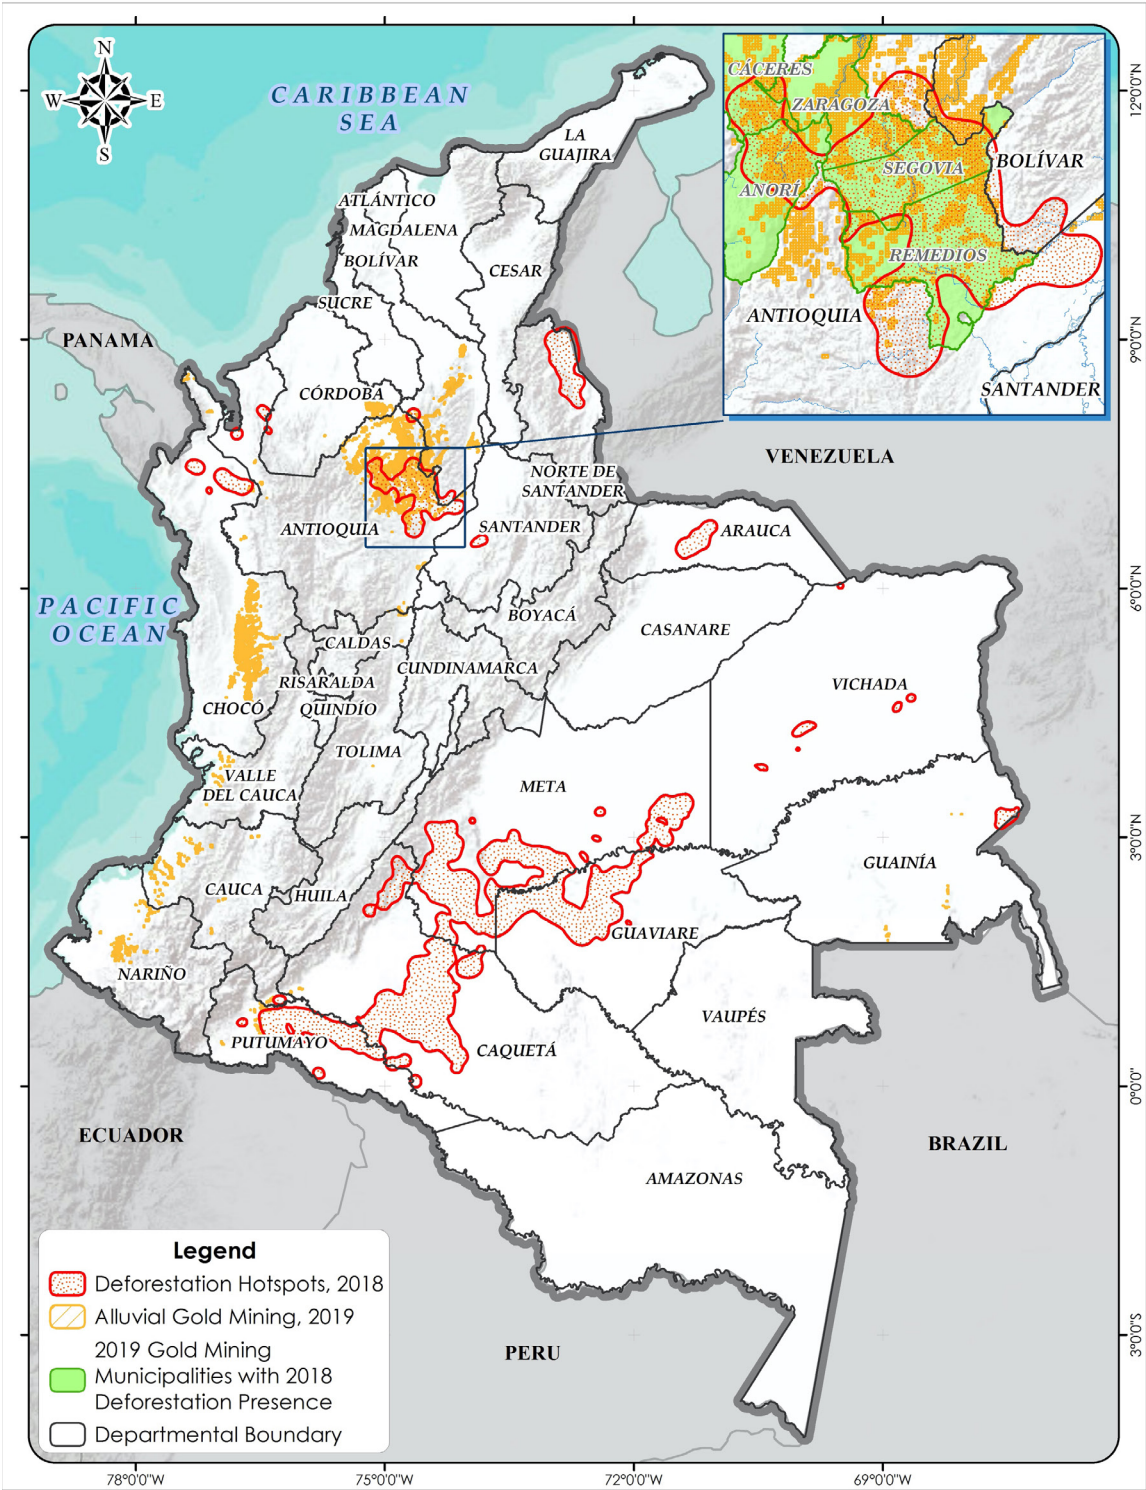 N
W E
S
CARIBBEAN
SEA
LA
GUAJIRA
ATLÁNTICO
MAGDALENA
BOLÍVAR
CESAR
SUCRE
PANAMA
CÓRDOBA
CÁCERES
ZARAGOZA
SEGOVIA
BOLÍVAR
ANORÍ
REMEDIOS
ANTIOQUIA
SANTANDER
VENEZUELA
NORTE DE
SANTANDER
ANTIOQUIA
SANTANDER
ARAUCA
PACIFIC
OCEAN
BOYACÁ
CASANARE
CALDAS
CUNDINAMARCA
RISARALDA
VICHADA
CHOCÓ
QUINDÍO
TOLIMA
VALLE
DEL CAUCA
META
GUAINÍA
CAUCA
HUILA
GUAVIARE
NARIÑO
VAUPÉS
PUTUMAYO
CAQUETÁ
ECUADOR
BRAZIL
AMAZONAS
PERU
Legend
Deforestation Hotspots, 2018
Alluvial Gold Mining, 2019
2019 Gold Mining
Municipalities with 2018
Deforestation Presence
Departmental Boundary
12°0'0"N
9°0'0"N
6°0'0"N
3°0'0"N
0°0'0"
3°0'0"S
78°0'0"W
75°0'0"W
72°0'0"W
69°0'0"W